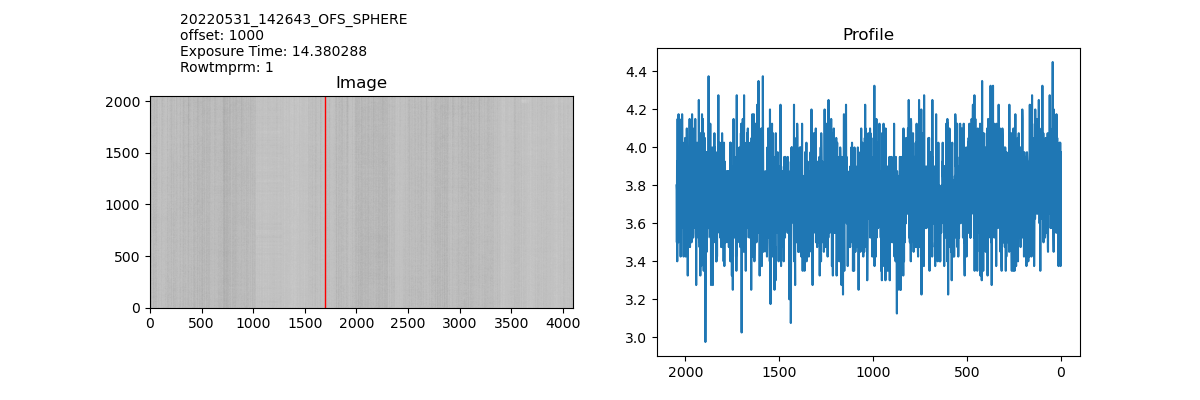 20220531_142643_OFS_SPHERE
offset: 1000
Exposure Time: 14.380288
Rowtmprm: 1
Image
2000
1500
1000
500
0
0 500 1000 1500 2000 2500 3000 3500 4000
Profile
4.4
4.2
4.0
3.8
3.6
3.4
3.2
3.0
2000 1500 1000 500 0